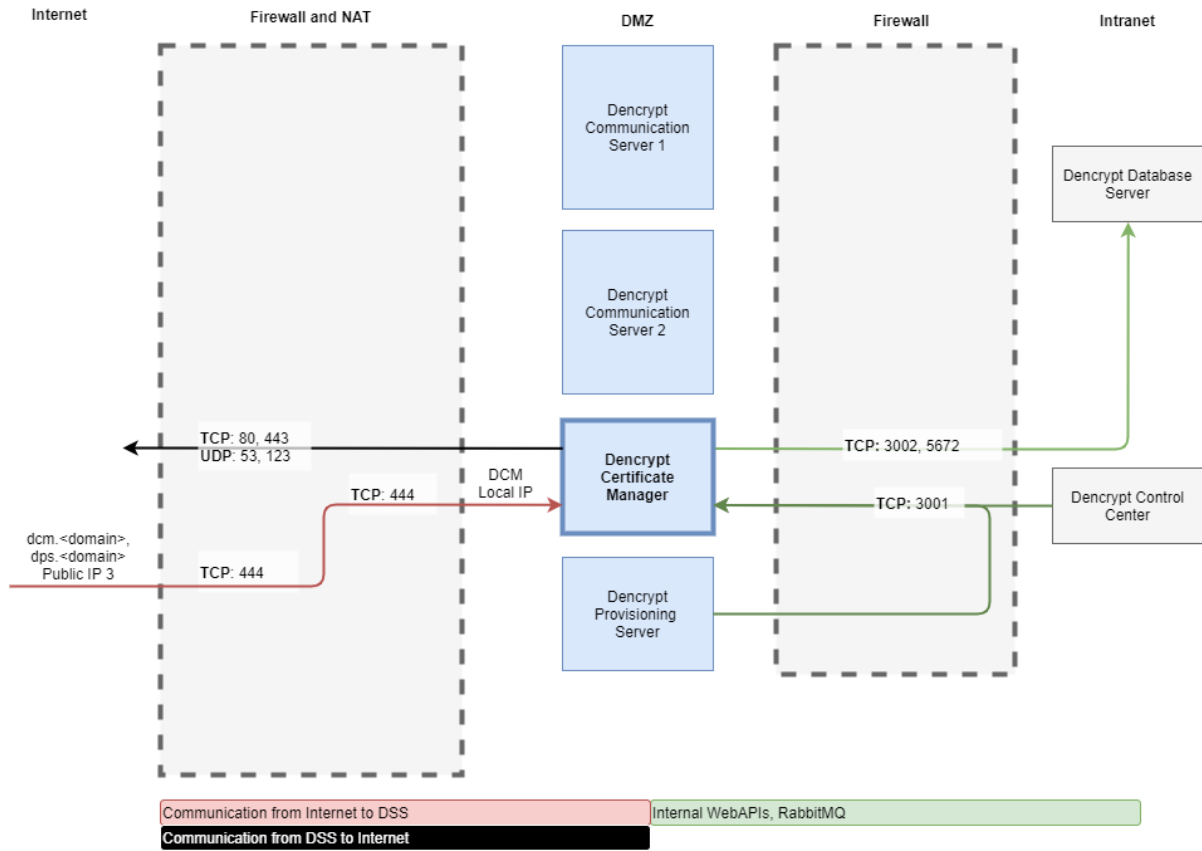 Internet
Firewall and NAT
DMZ
Firewall
Intranet
Dencrypt
Communication
Server 1
Dencrypt Database
Server
Dencrypt
Communication
Server 2
TCP: 80, 443
UDP: 53, 123
Dencrypt
Certificate
Manager
TCP: 3002, 5672
DCM
Local IP
TCP: 444
TCP: 3001
Dencrypt Control
Center
dcm.<domain>,
dps.<domain>
Public IP 3
TCP: 444
Dencrypt
Provisioning
Server
Communication from Internet to DSS
Internal WebAPIs, RabbitMQ
Communication from DSS to Internet